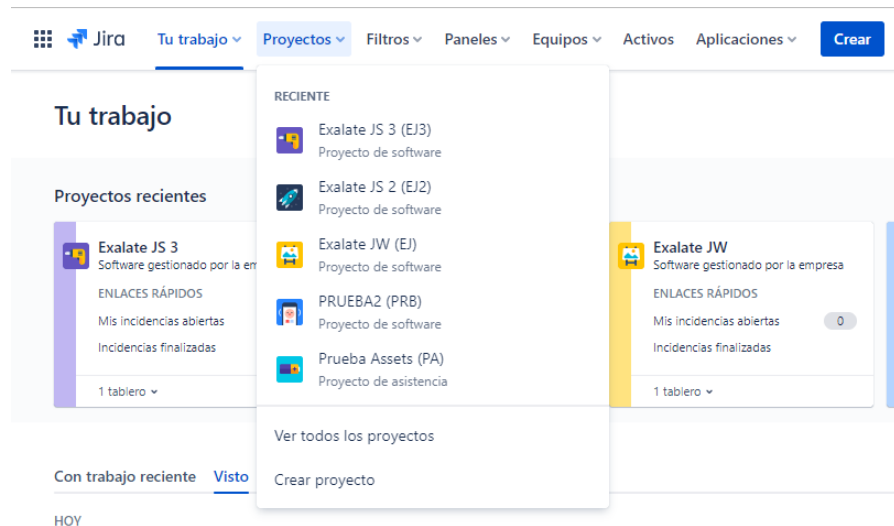 Jira Tu trabajo Proyectos Filtros Paneles Equipos Activos Aplicaciones Crear
Tu trabajo
Proyectos recientes
Exalate JS 3
Software gestionado por la em
ENLACES RÁPIDOS
Mis incidencias abiertas
Incidencias finalizadas
1 tablero
RECIENTE
Exalate JS 3 (EJ3)
Proyecto de software
Exalate JS 2 (EJ2)
Proyecto de software
Exalate JW (EJ)
Proyecto de software
PRUEBA2 (PRB)
Proyecto de software
Prueba Assets (PA)
Proyecto de asistencia
Ver todos los proyectos
Crear proyecto
Exalate JW
Software gestionado por la empresa
ENLACES RÁPIDOS
Mis incidencias abiertas 0
Incidencias finalizadas
1 tablero
Con trabajo reciente Visto
HOY